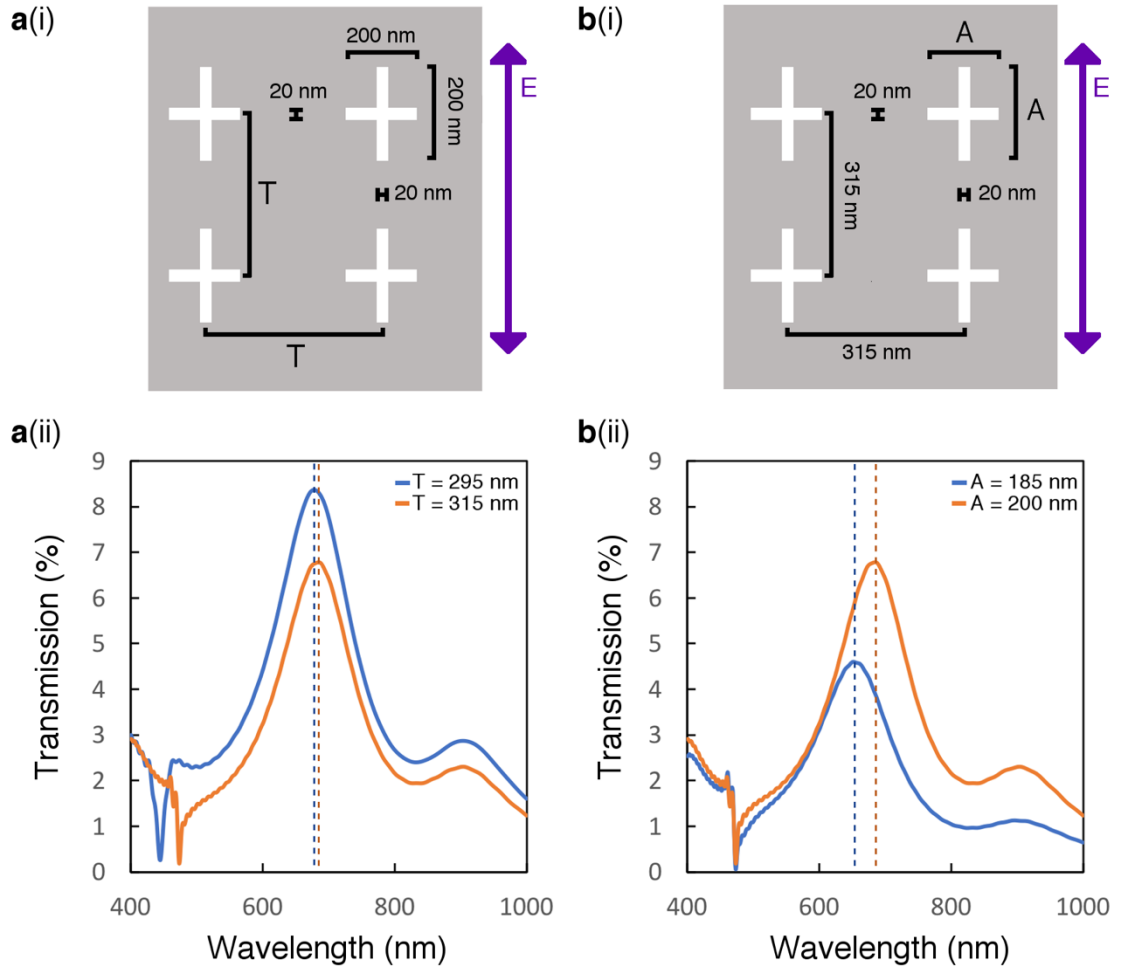 a(i)
200 nm
200 nm
20 nm
20 nm
T
T
E
b(i)
A
A
20 nm
20 nm
315 nm
315 nm
E
a(ii)
9
8
7
6
5
4
3
2
1
0
Transmission (%)
T = 295 nm
T = 315 nm
400 600 800 1000
Wavelength (nm)
b(ii)
9
8
7
6
5
4
3
2
1
0
Transmission (%)
A = 185 nm
A = 200 nm
400 600 800 1000
Wavelength (nm)